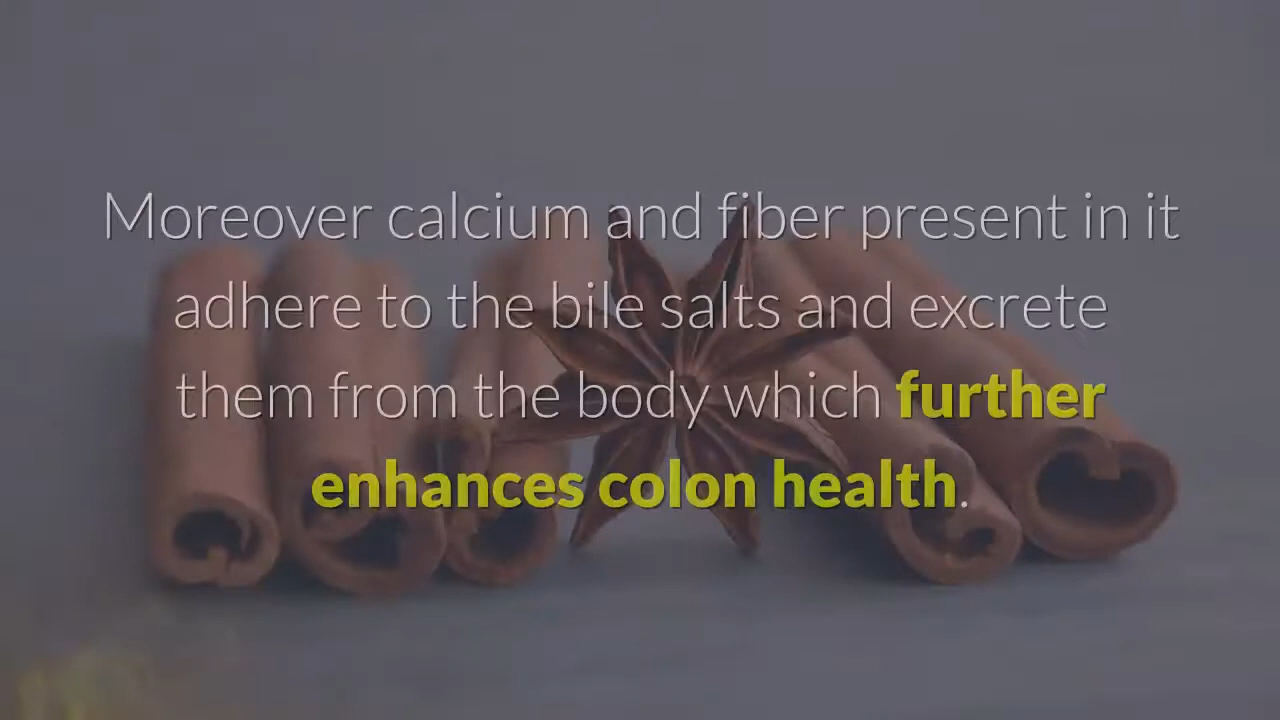 Moreover calcium and fiber present in it
adhere to the bile salts and excrete
them from the body which further
enhances colon health.